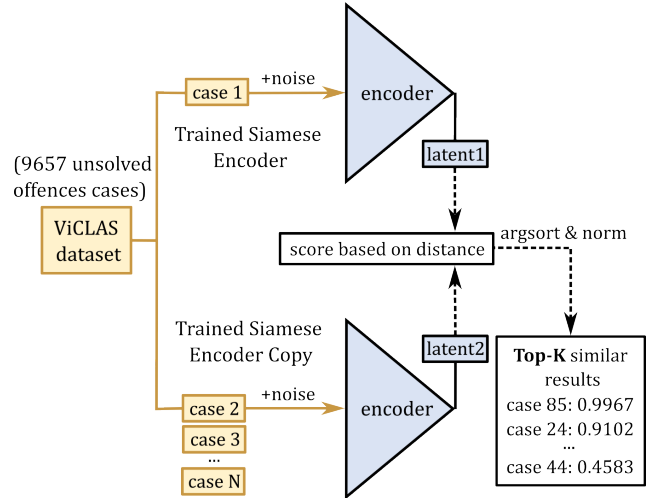 case 1
+noise
encoder
Trained Siamese
Encoder
latent1
(9657 unsolved
offences cases)
ViCLAS
dataset
score based on distance
argsort & norm
Trained Siamese
Encoder Copy
latent2
+noise
encoder
case 2
case 3
...
case N
Top-K similar
results
case 85: 0.9967
case 24: 0.9102
...
case 44: 0.4583